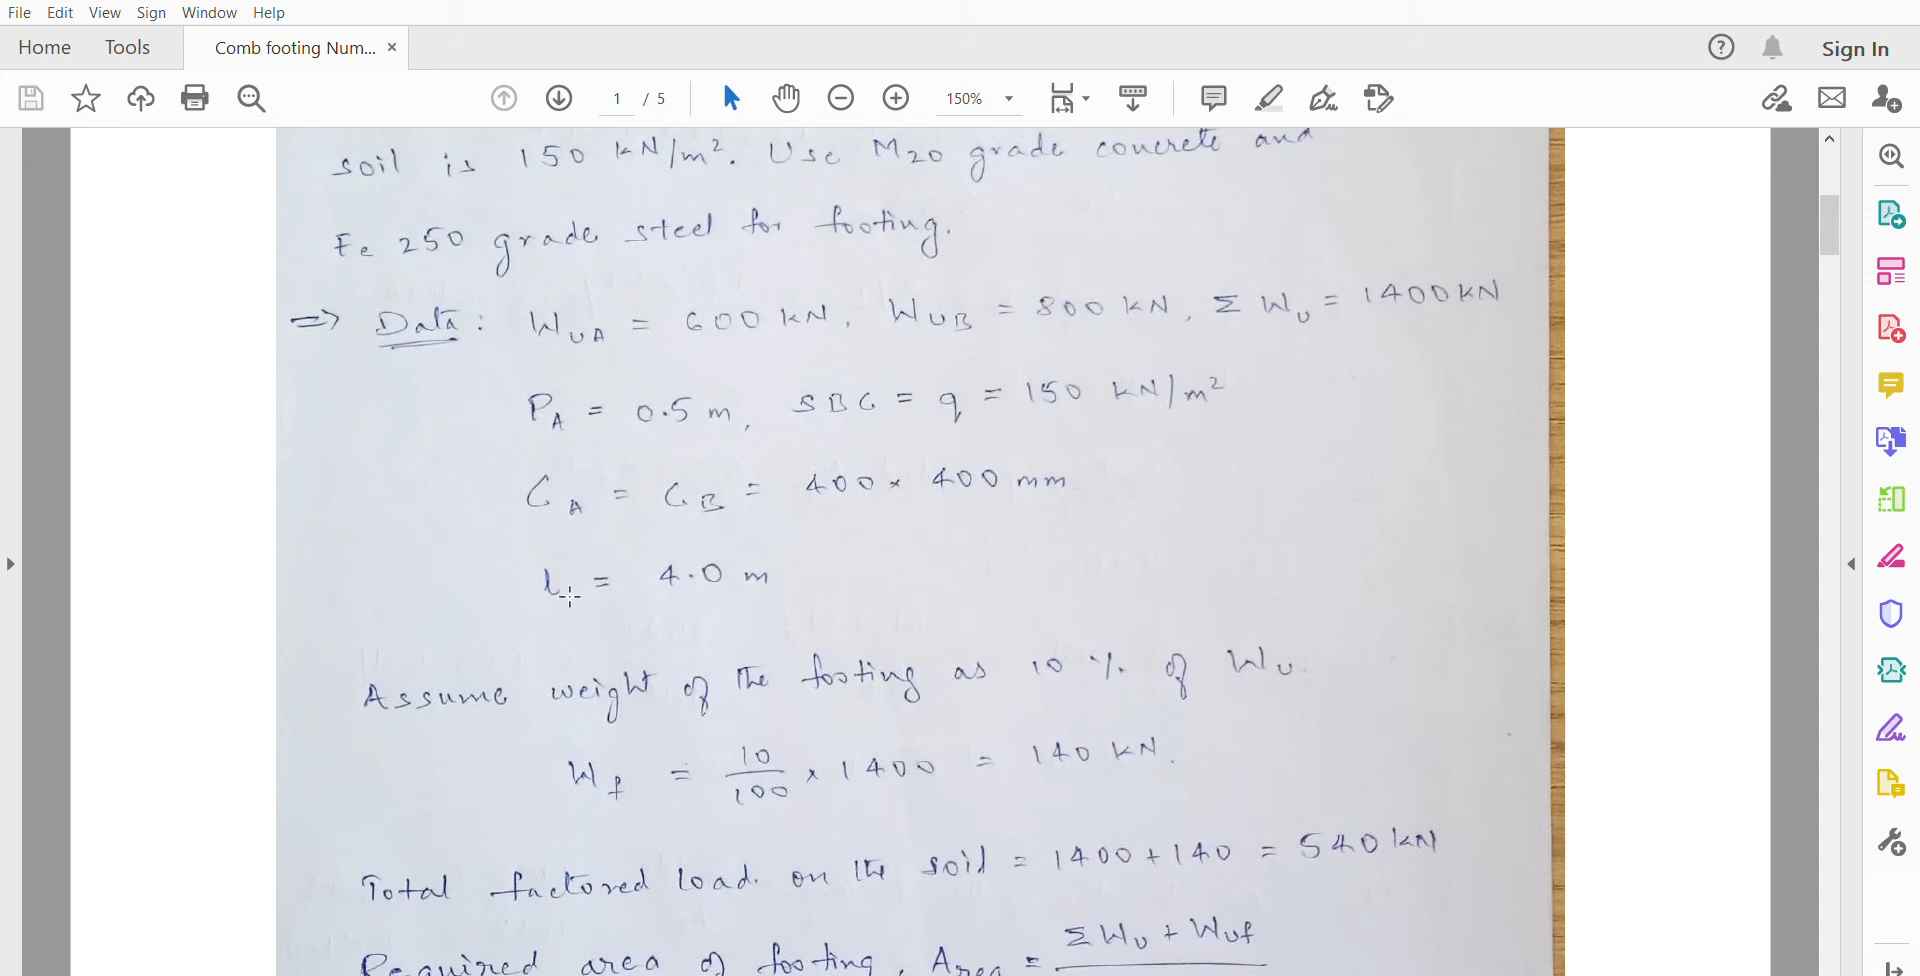 File Edit View Sign Window Help
Home Tools Comb footing Num... × Sign In
1 / 5 150%
soil is 150 kN/m². Use M20 grade concrete and
Fe 250 grade steel for footing.
=> Data: WUA = 600 kN, WUB = 800 kN, Σ WU = 1400 KN
PA = 0.5 m, SBC = q = 150 kN/m²
CA = CB = 400 × 400 mm
l = 4.0 m
Assume weight of the footing as 10 % of WU.
Wf = 10/100 × 1400 = 140 kN.
Total factored load on the soil = 1400 + 140 = 540 kN
Required area of footing, Area = Σ WU + WUf